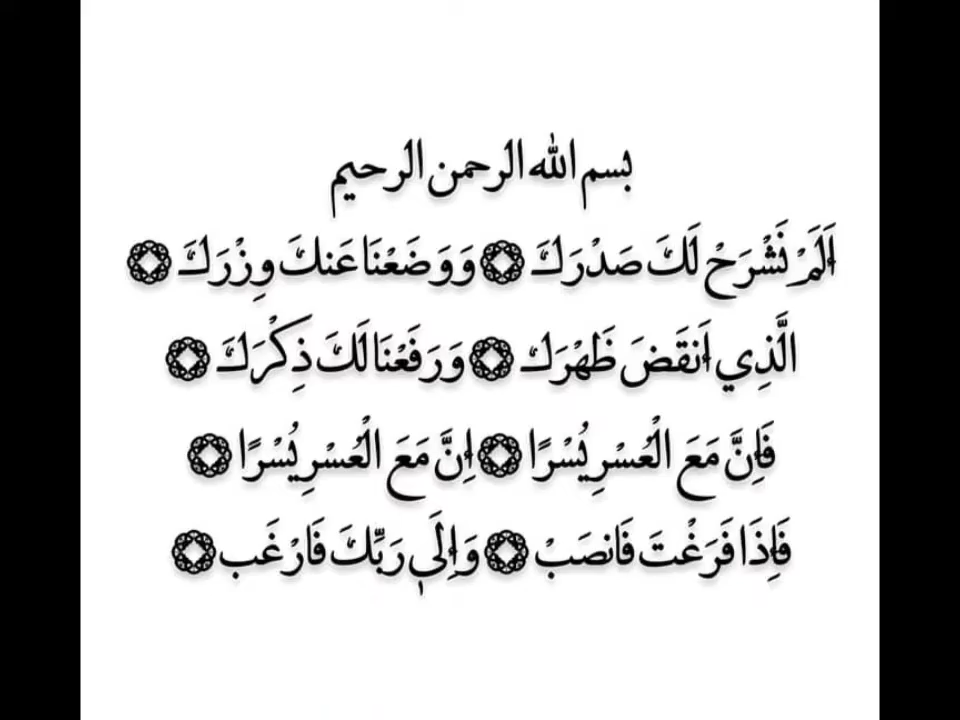 بسم الله الرحمن الرحيم
اَلَمْ نَشْرَحْ لَكَ صَدْرَكَ ۝ وَوَضَعْنَا عَنكَ وِزْرَكَ ۝
الَّذِي اَنقَضَ ظَهْرَكَ ۝ وَرَفَعْنَا لَكَ ذِكْرَكَ ۝
فَاِنَّ مَعَ الْعُسْرِ يُسْرًا ۝ اِنَّ مَعَ الْعُسْرِ يُسْرًا ۝
فَاِذَا فَرَغْتَ فَانصَبْ ۝ وَاِلَىٰ رَبِّكَ فَارْغَب ۝